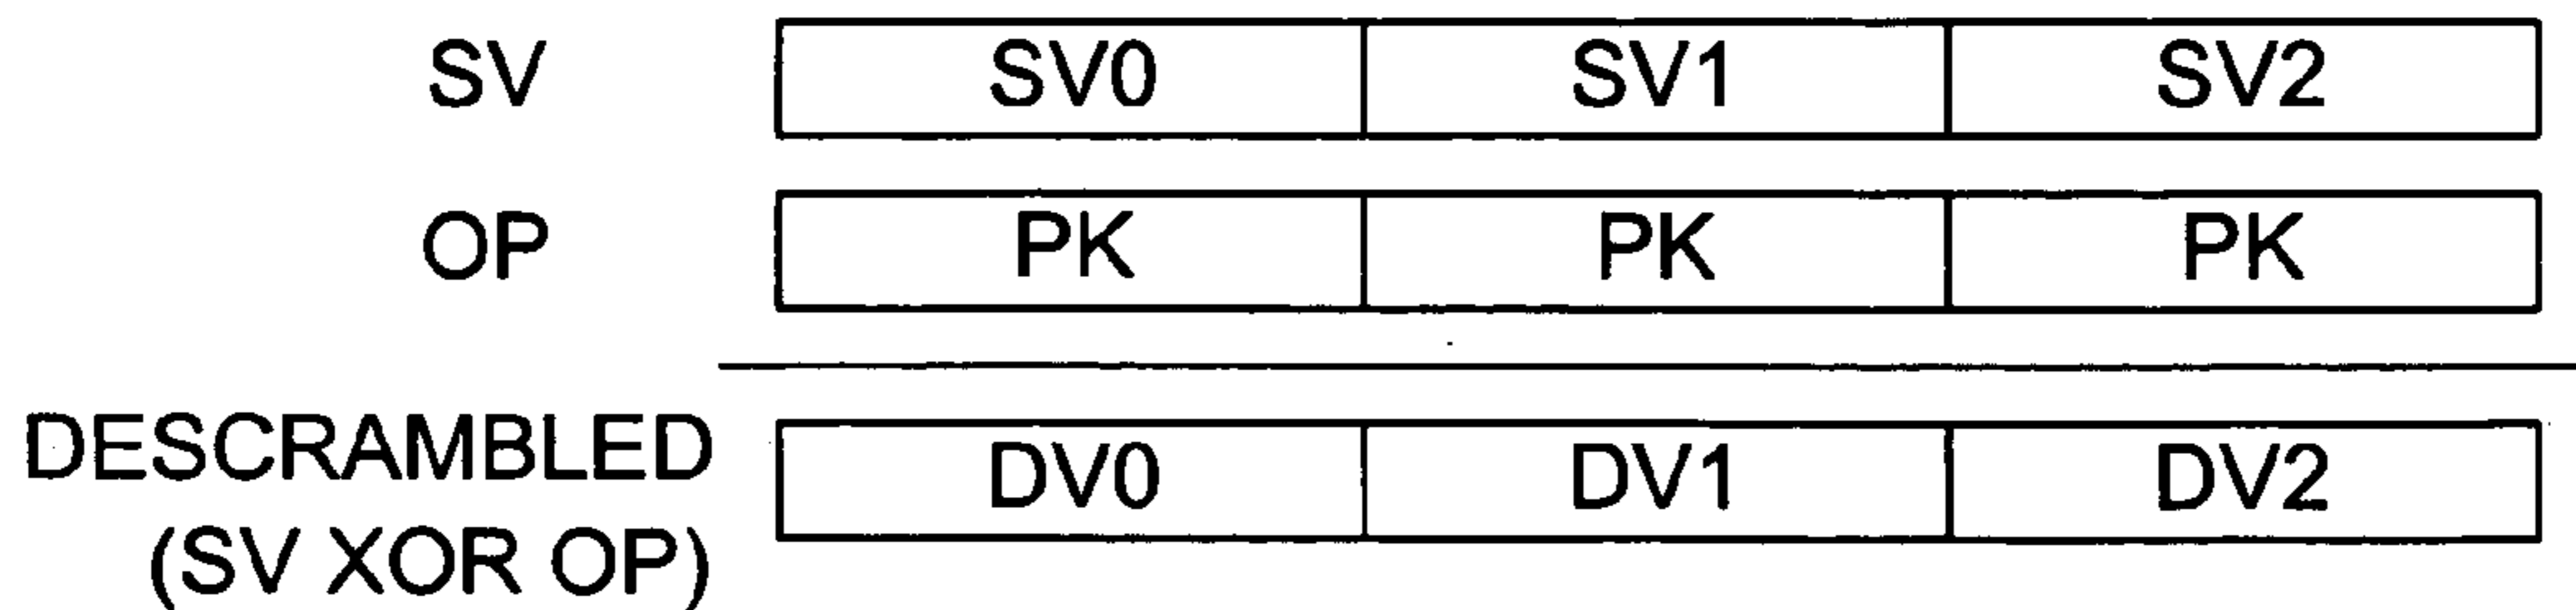 SV SV0 SV1 SV2
OP PK PK PK
DESCRAMBLED DV0 DV1 DV2
(SV XOR OP)